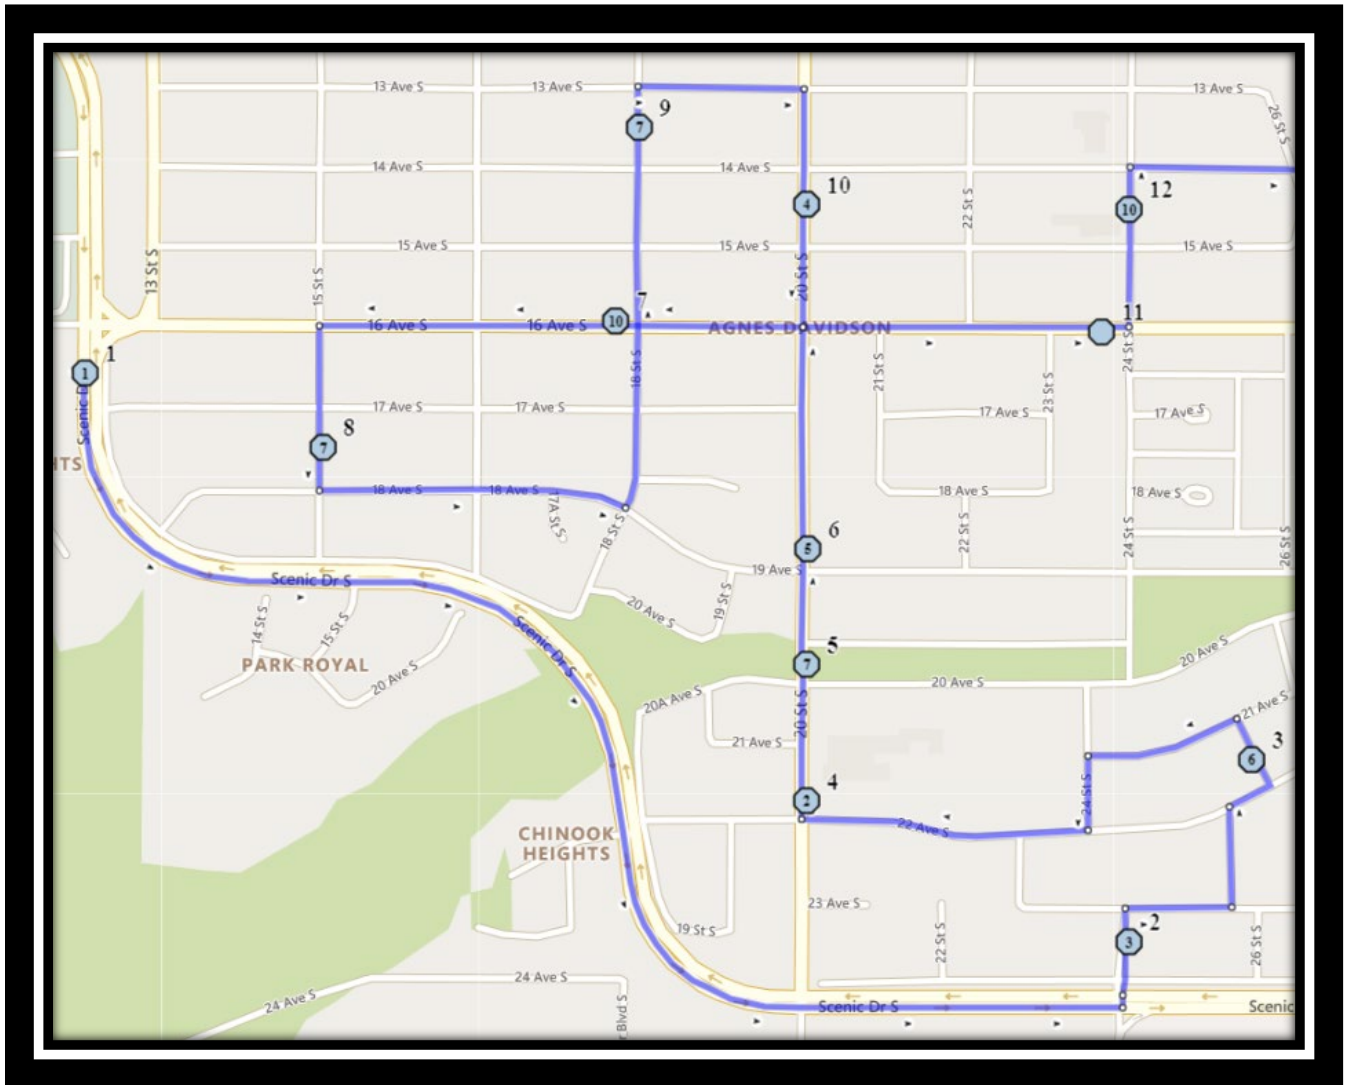 13 Ave S
13 Ave S
13 Ave S
26 St S
9
7
14 Ave S
14 Ave S
12
10
10
4
22 St S
15 Ave S
15 Ave S
15 Ave S
13 St S
15 St S
20 St S
7
10
11
16 Ave S
16 Ave S
AGNES DAVIDSON
1
1
18 St S
21 St S
23 St S
24 St S
Scenic D
17 Ave S
17 Ave S
17 Ave S
17 Ave S
8
7
HTS
18 Ave S
18 Ave S
18 Ave S
18 Ave S
17A St S
18 St S
6
5
22 St S
24 St S
26 St S
19 Ave S
Scenic Dr S
14 St S
15 St S
20 Ave S
19 St S
Scenic Dr S
5
7
PARK ROYAL
20 Ave S
20 Ave S
20 Ave S
20A Ave S
20 St S
21 Ave S
21 Ave S
3
6
4
2
24 St S
22 Ave S
CHINOOK
HEIGHTS
23 Ave S
19 St S
22 St S
2
3
26 St S
24 Ave S
24 Ave S
r Blvd S
Scenic Dr S
Scenic